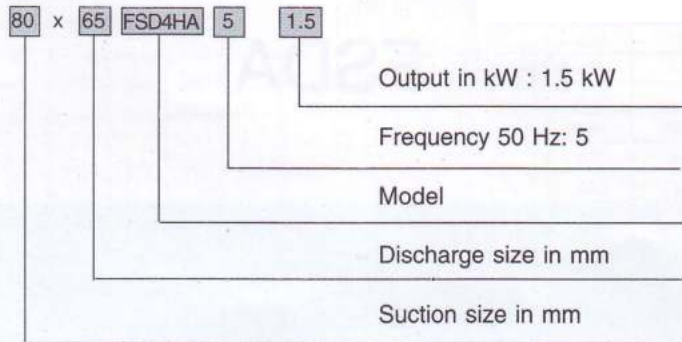 80 x 65 FSD4HA 5 1.5
Output in kW : 1.5 kW
Frequency 50 Hz: 5
Model
Discharge size in mm
Suction size in mm